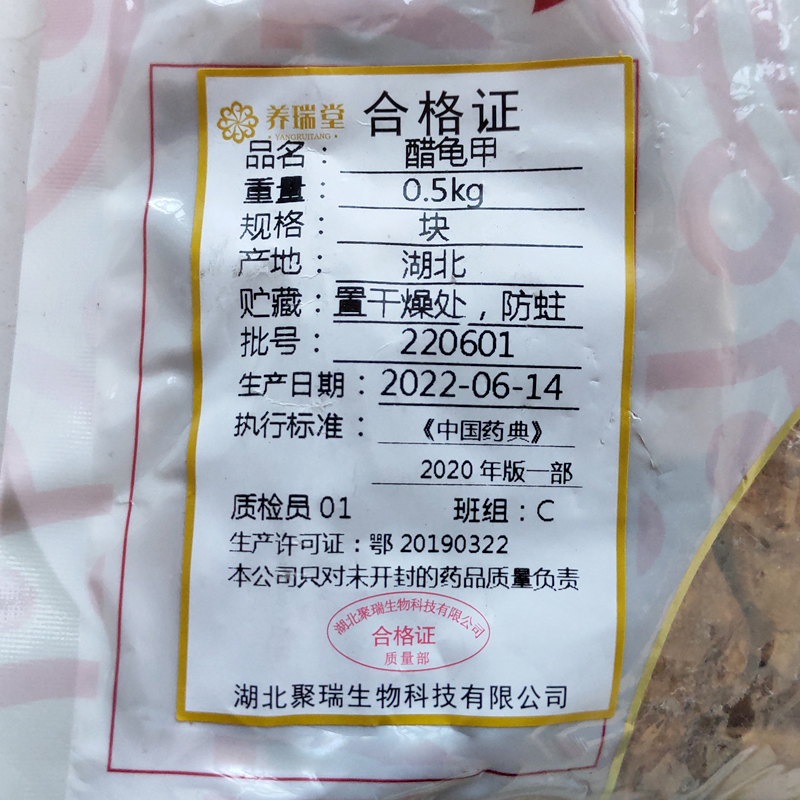 养瑞堂 合格证
YANGRUITANG
品名： 醋龟甲
重量： 0.5kg
规格： 块
产地： 湖北
贮藏：置干燥处，防蛀
批号： 220601
生产日期：2022-06-14
执行标准： 《中国药典》
2020 年版一部
质检员 01 班组：C
生产许可证：鄂 20190322
本公司只对未开封的药品质量负责
湖北聚瑞生物科技有限公司
合格证
质量部
湖北聚瑞生物科技有限公司